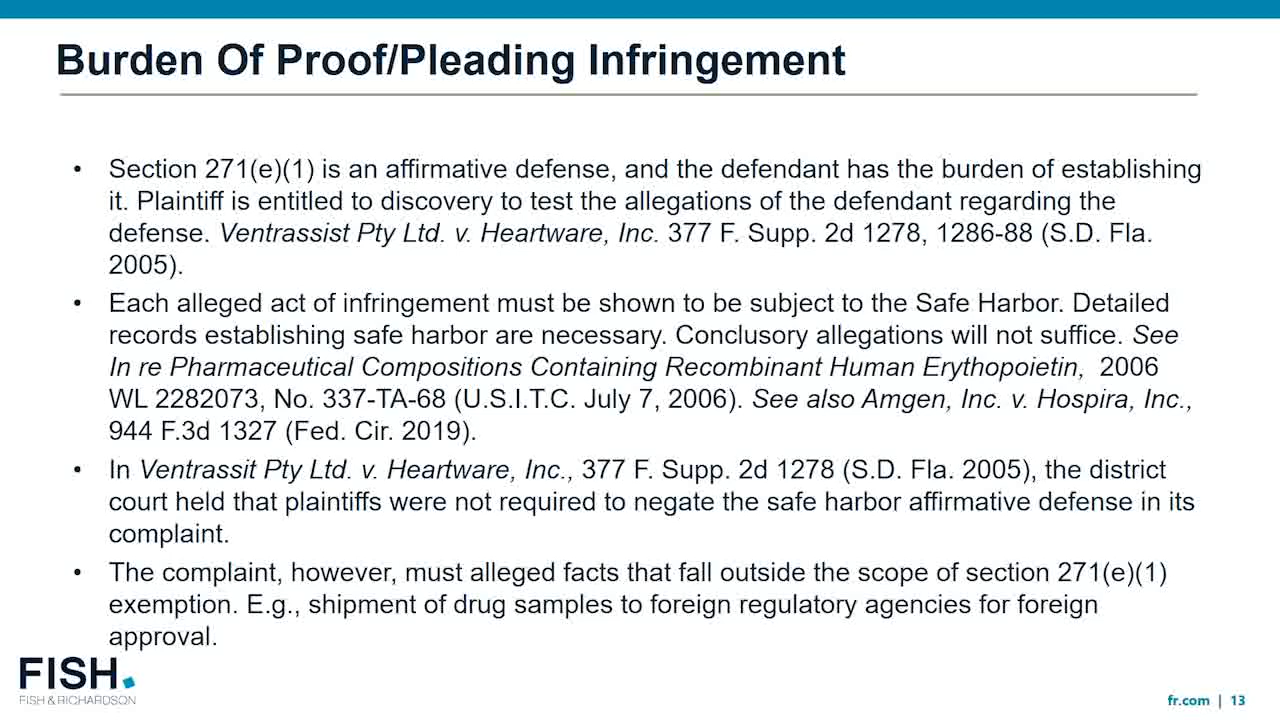 Burden Of Proof/Pleading Infringement
• Section 271(e)(1) is an affirmative defense, and the defendant has the burden of establishing
it. Plaintiff is entitled to discovery to test the allegations of the defendant regarding the
defense. Ventrassist Pty Ltd. v. Heartware, Inc. 377 F. Supp. 2d 1278, 1286-88 (S.D. Fla.
2005).
• Each alleged act of infringement must be shown to be subject to the Safe Harbor. Detailed
records establishing safe harbor are necessary. Conclusory allegations will not suffice. See
In re Pharmaceutical Compositions Containing Recombinant Human Erythopoietin, 2006
WL 2282073, No. 337-TA-68 (U.S.I.T.C. July 7, 2006). See also Amgen, Inc. v. Hospira, Inc.,
944 F.3d 1327 (Fed. Cir. 2019).
• In Ventrassit Pty Ltd. v. Heartware, Inc., 377 F. Supp. 2d 1278 (S.D. Fla. 2005), the district
court held that plaintiffs were not required to negate the safe harbor affirmative defense in its
complaint.
• The complaint, however, must alleged facts that fall outside the scope of section 271(e)(1)
exemption. E.g., shipment of drug samples to foreign regulatory agencies for foreign
approval.
FISH.
FISH & RICHARDSON
fr.com | 13